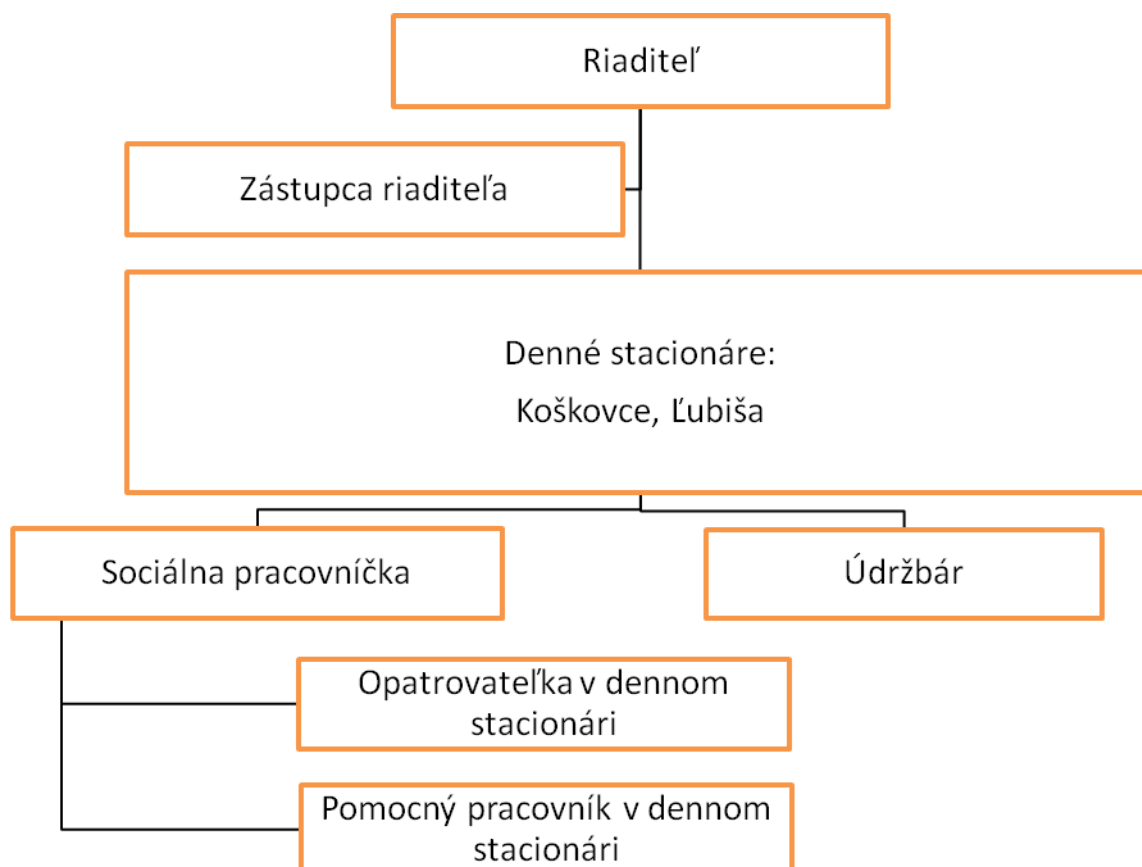 Riaditeľ
Zástupca riaditeľa
Denné stacionáre:
Koškovce, Ľubiša
Sociálna pracovníčka
Údržbár
Opatrovateľka v dennom
stacionári
Pomocný pracovník v dennom
stacionári